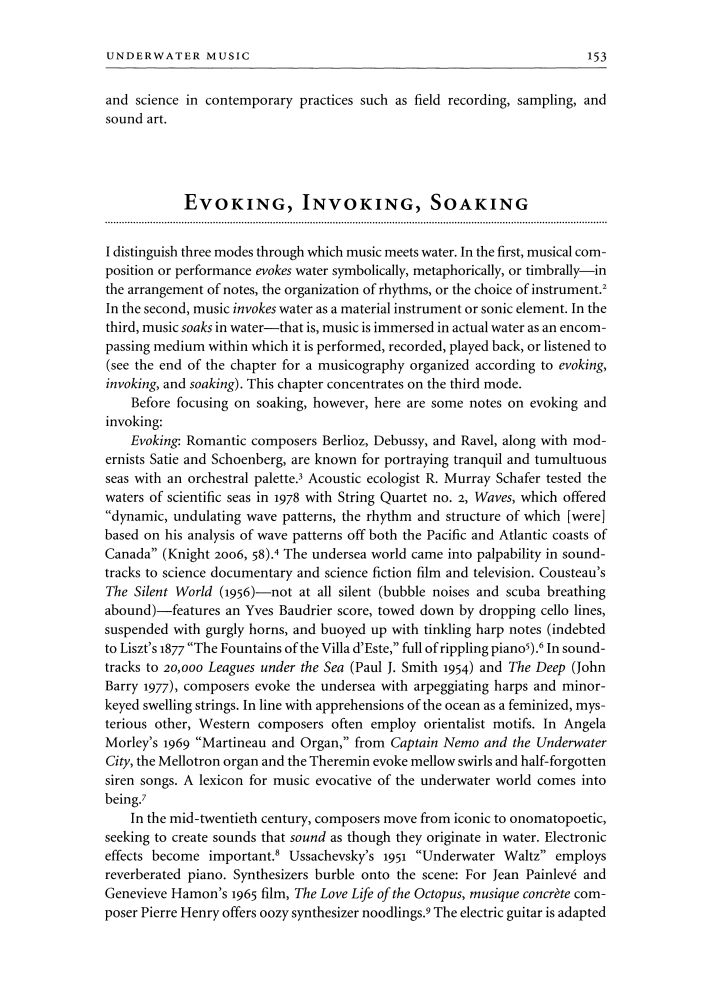 UNDERWATER MUSIC 153
and science in contemporary practices such as field recording, sampling, and
sound art.
EVOKING, INVOKING, SOAKING
I distinguish three modes through which music meets water. In the first, musical com-
position or performance evokes water symbolically, metaphorically, or timbrally—in
the arrangement of notes, the organization of rhythms, or the choice of instrument.²
In the second, music invokes water as a material instrument or sonic element. In the
third, music soaks in water—that is, music is immersed in actual water as an encom-
passing medium within which it is performed, recorded, played back, or listened to
(see the end of the chapter for a musicography organized according to evoking,
invoking, and soaking). This chapter concentrates on the third mode.
Before focusing on soaking, however, here are some notes on evoking and
invoking:
Evoking: Romantic composers Berlioz, Debussy, and Ravel, along with mod-
ernists Satie and Schoenberg, are known for portraying tranquil and tumultuous
seas with an orchestral palette.³ Acoustic ecologist R. Murray Schafer tested the
waters of scientific seas in 1978 with String Quartet no. 2, Waves, which offered
“dynamic, undulating wave patterns, the rhythm and structure of which [were]
based on his analysis of wave patterns off both the Pacific and Atlantic coasts of
Canada” (Knight 2006, 58).⁴ The undersea world came into palpability in sound-
tracks to science documentary and science fiction film and television. Cousteau’s
The Silent World (1956)—not at all silent (bubble noises and scuba breathing
abound)—features an Yves Baudrier score, towed down by dropping cello lines,
suspended with gurgly horns, and buoyed up with tinkling harp notes (indebted
to Liszt’s 1877 “The Fountains of the Villa d’Este,” full of rippling piano⁵).⁶ In sound-
tracks to 20,000 Leagues under the Sea (Paul J. Smith 1954) and The Deep (John
Barry 1977), composers evoke the undersea with arpeggiating harps and minor-
keyed swelling strings. In line with apprehensions of the ocean as a feminized, mys-
terious other, Western composers often employ orientalist motifs. In Angela
Morley’s 1969 “Martineau and Organ,” from Captain Nemo and the Underwater
City, the Mellotron organ and the Theremin evoke mellow swirls and half-forgotten
siren songs. A lexicon for music evocative of the underwater world comes into
being.⁷
In the mid-twentieth century, composers move from iconic to onomatopoetic,
seeking to create sounds that sound as though they originate in water. Electronic
effects become important.⁸ Ussachevsky’s 1951 “Underwater Waltz” employs
reverberated piano. Synthesizers burble onto the scene: For Jean Painlevé and
Genevieve Hamon’s 1965 film, The Love Life of the Octopus, musique concrète com-
poser Pierre Henry offers oozy synthesizer noodlings.⁹ The electric guitar is adapted